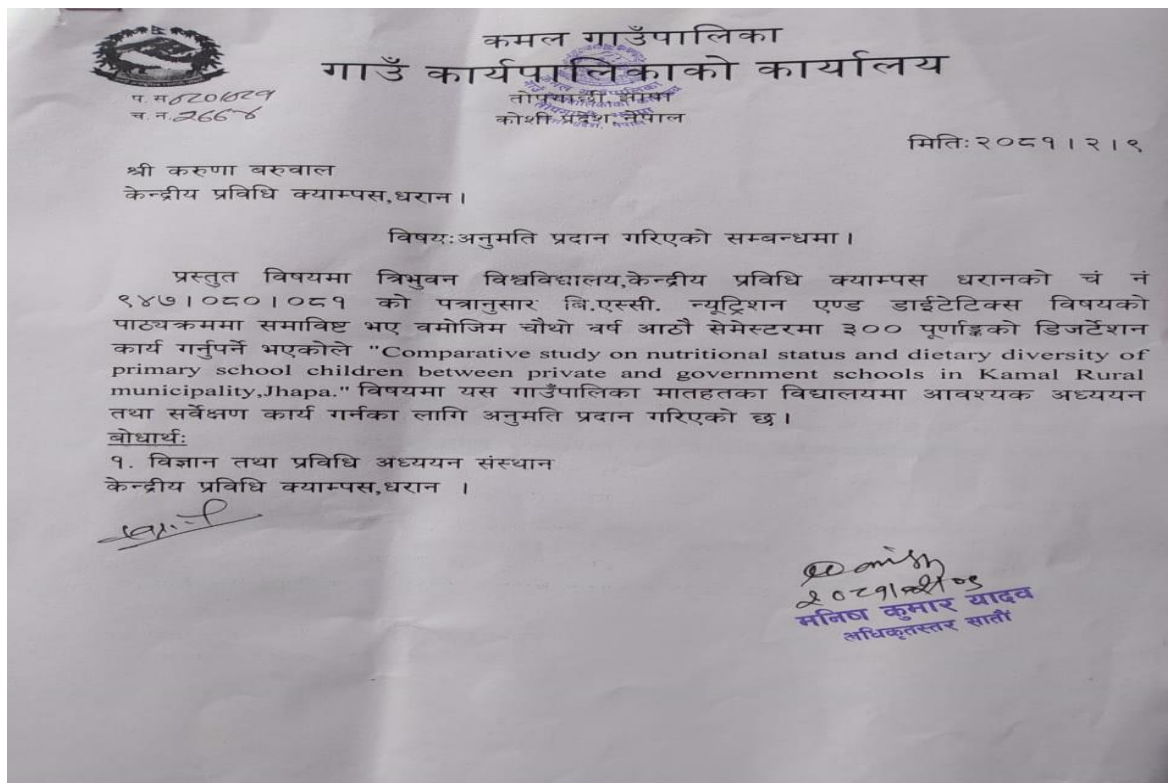 कमल गाउँपालिका
गाउँ कार्यपालिकाको कार्यालय
तोपगाछी, झापा
कोशी प्रदेश, नेपाल
प. स
च. न.
मितिः२०८१।२।९
श्री करुणा बरुवाल
केन्द्रीय प्रविधि क्याम्पस,धरान।
विषय:अनुमति प्रदान गरिएको सम्बन्धमा।
प्रस्तुत विषयमा त्रिभुवन विश्वविद्यालय,केन्द्रीय प्रविधि क्याम्पस धरानको चं नं
९४७।०८०।०८१ को पत्रानुसार बि.एस्सी. न्यूट्रिशन एण्ड डाईटेटिक्स विषयको
पाठ्यक्रममा समाविष्ट भए वमोजिम चौथो वर्ष आठौ सेमेस्टरमा ३०० पूर्णाङ्कको डिजर्टेशन
कार्य गर्नुपर्ने भएकोले "Comparative study on nutritional status and dietary diversity of
primary school children between private and government schools in Kamal Rural
municipality,Jhapa." विषयमा यस गाउँपालिका मातहतका विद्यालयमा आवश्यक अध्ययन
तथा सर्वेक्षण कार्य गर्नका लागि अनुमति प्रदान गरिएको छ।
बोधार्थः
१. विज्ञान तथा प्रविधि अध्ययन संस्थान
केन्द्रीय प्रविधि क्याम्पस,धरान ।
मनिष कुमार यादव
अधिकृतस्तर सातौं